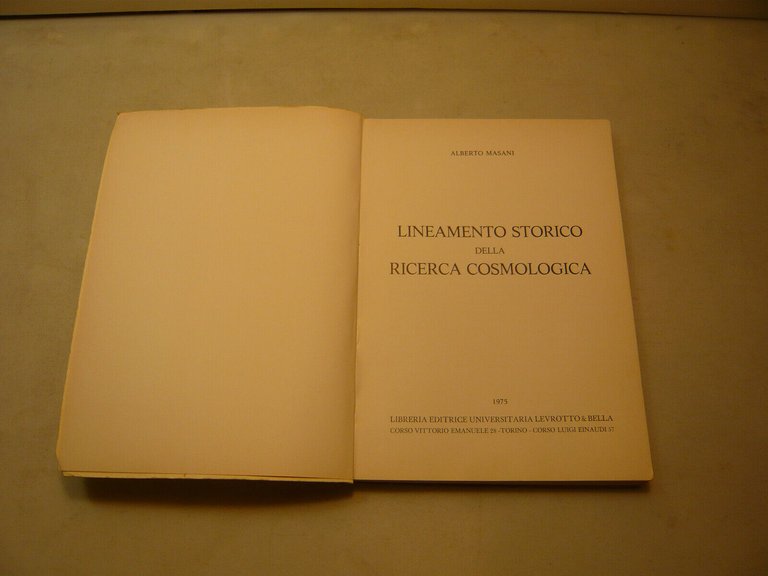 ALBERTO MASANI
LINEAMENTO STORICO
DELLA
RICERCA COSMOLOGICA
1975
LIBRERIA EDITRICE UNIVERSITARIA LEVROTTO & BELLA
CORSO VITTORIO EMANUELE 28 - TORINO - CORSO LUIGI EINAUDI 57